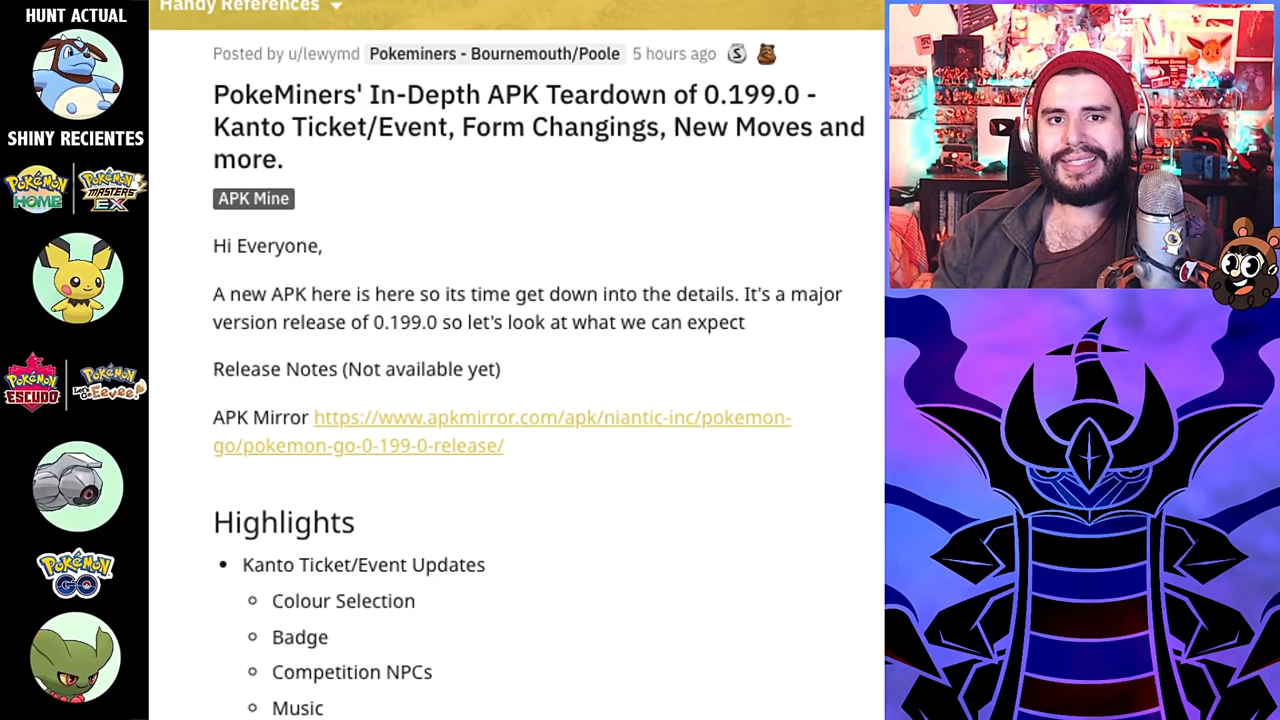 HUNT ACTUAL
SHINY RECIENTES
Pokémon
HOME
Pokémon
MASTERS
EX
POKÉMON
ESCUDO
POKÉMON
Let's Go Eevee!
POKÉMON
GO
Handy References
Posted by u/lewymd Pokeminers - Bournemouth/Poole 5 hours ago
PokeMiners' In-Depth APK Teardown of 0.199.0 -
Kanto Ticket/Event, Form Changings, New Moves and
more.
APK Mine
Hi Everyone,
A new APK here is here so its time get down into the details. It's a major
version release of 0.199.0 so let's look at what we can expect
Release Notes (Not available yet)
APK Mirror https://www.apkmirror.com/apk/niantic-inc/pokemon-
go/pokemon-go-0-199-0-release/
Highlights
• Kanto Ticket/Event Updates
◦ Colour Selection
◦ Badge
◦ Competition NPCs
◦ Music